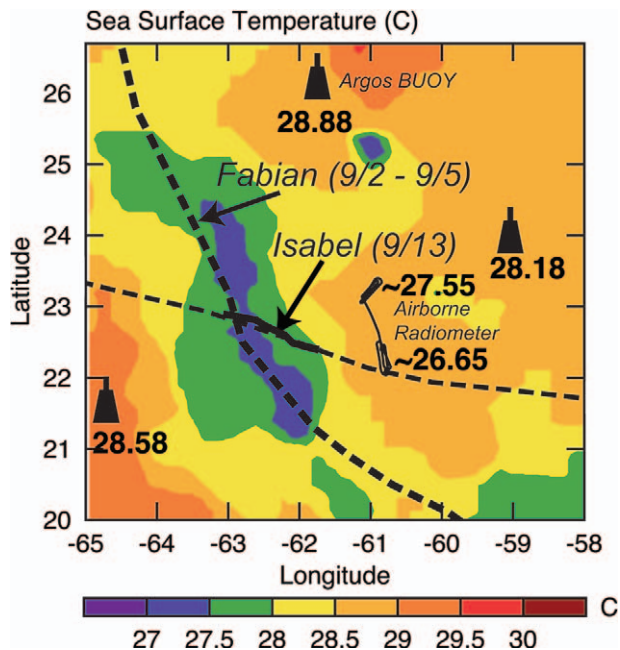 Sea Surface Temperature (C)
Argos BUOY
28.88
Fabian (9/2 - 9/5)
Isabel (9/13)
28.18
~27.55
Airborne
Radiometer
~26.65
28.58
Latitude
26
25
24
23
22
21
20
-65 -64 -63 -62 -61 -60 -59 -58
Longitude
C
27 27.5 28 28.5 29 29.5 30